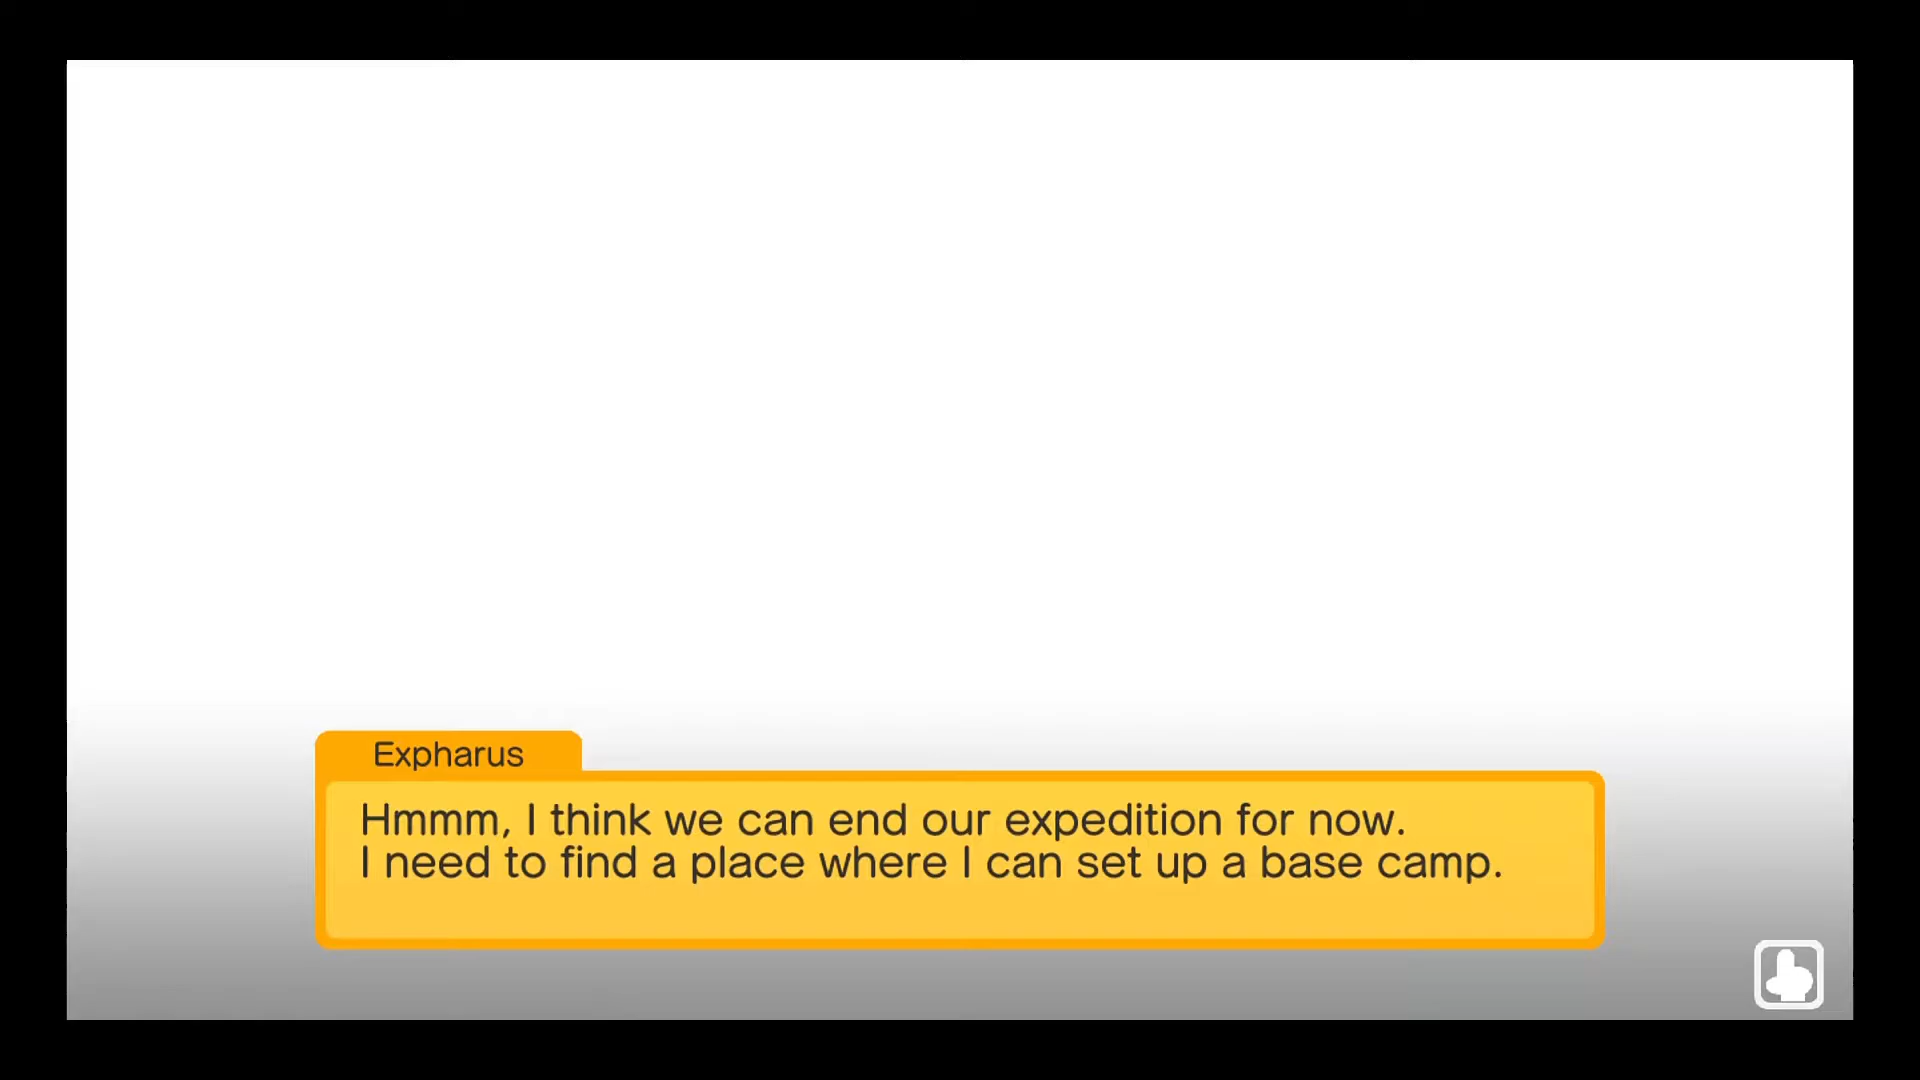 Expharus
Hmmm, I think we can end our expedition for now.
I need to find a place where I can set up a base camp.